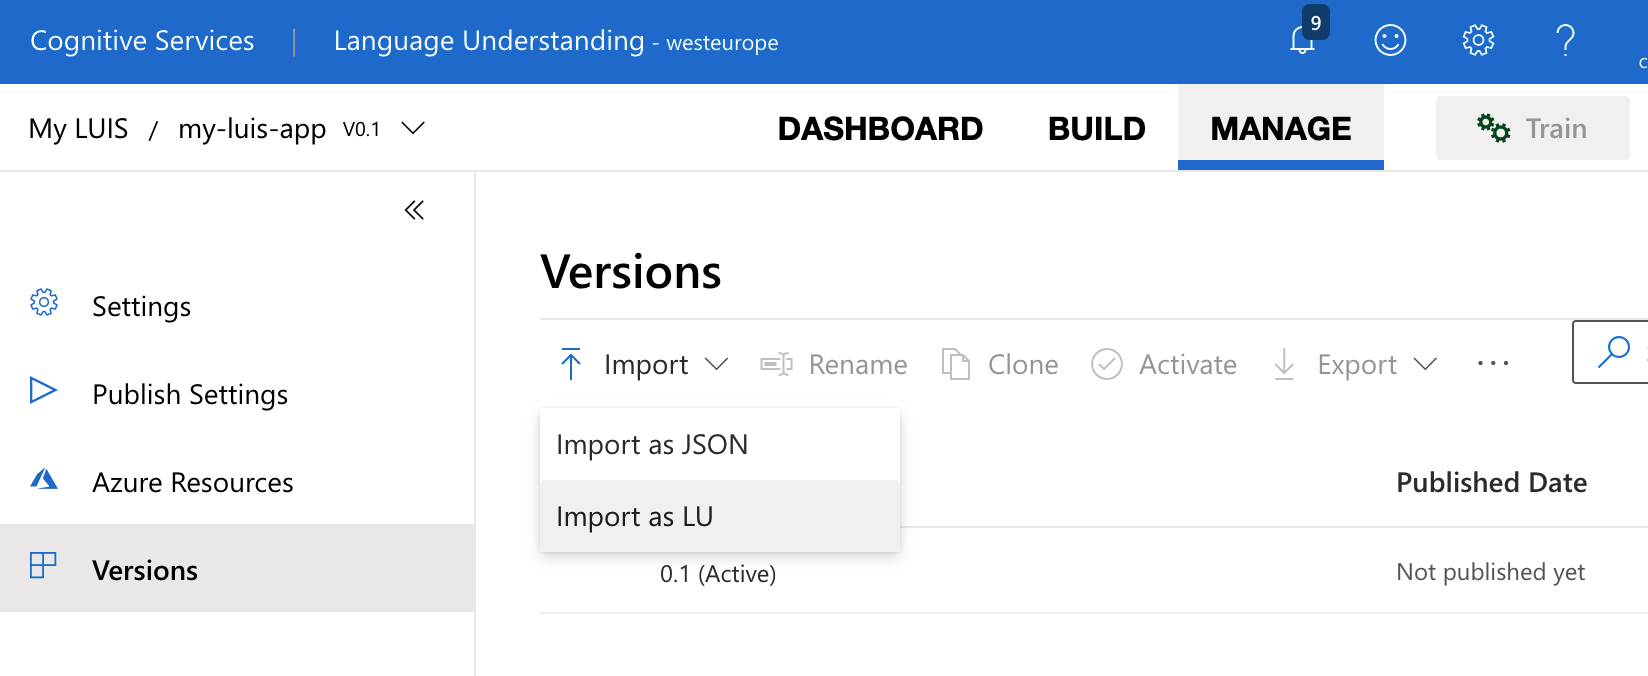 Cognitive Services | Language Understanding - westeurope
9
My LUIS / my-luis-app V0.1
DASHBOARD BUILD MANAGE Train
Settings
Publish Settings
Azure Resources
Versions
Versions
Import Rename Clone Activate Export ...
Import as JSON
Import as LU
Published Date
0.1 (Active) Not published yet